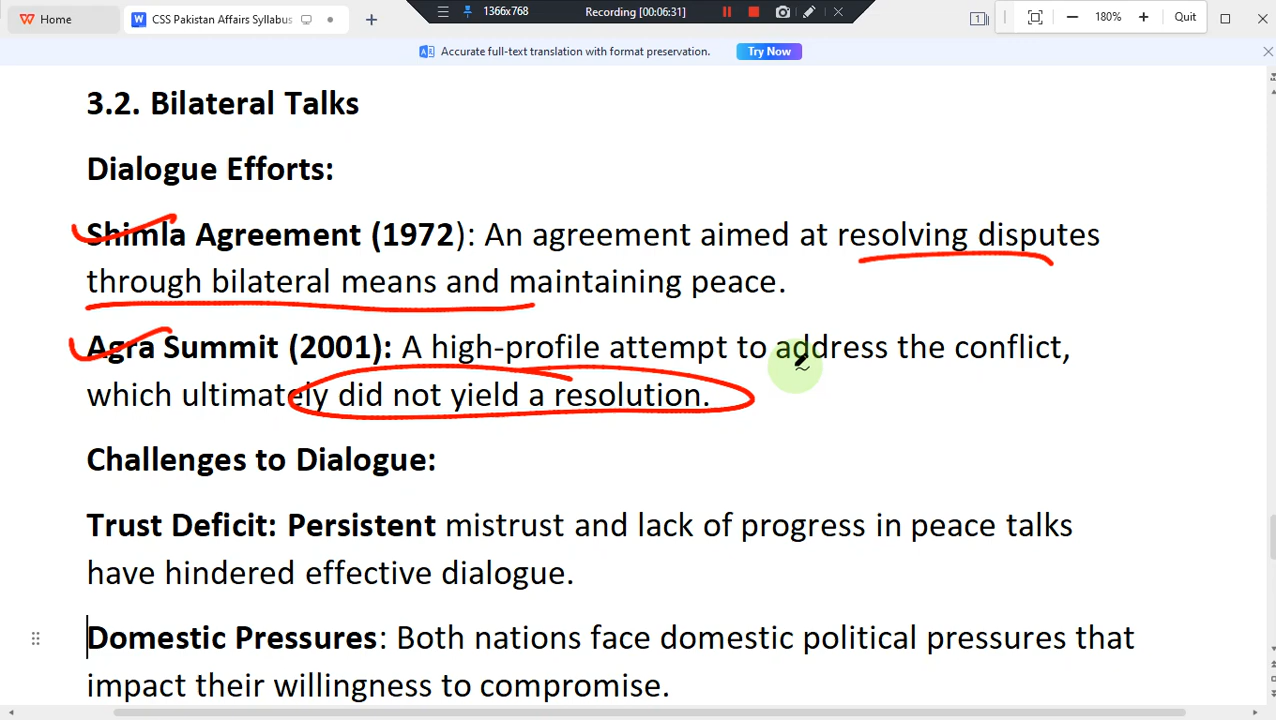 Home
CSS Pakistan Affairs Syllabus
1366x768
Recording [00:06:31]
1
180%
Quit
Accurate full-text translation with format preservation.
Try Now
3.2. Bilateral Talks
Dialogue Efforts:
Shimla Agreement (1972): An agreement aimed at resolving disputes
through bilateral means and maintaining peace.
Agra Summit (2001): A high-profile attempt to address the conflict,
which ultimately did not yield a resolution.
Challenges to Dialogue:
Trust Deficit: Persistent mistrust and lack of progress in peace talks
have hindered effective dialogue.
Domestic Pressures: Both nations face domestic political pressures that
impact their willingness to compromise.